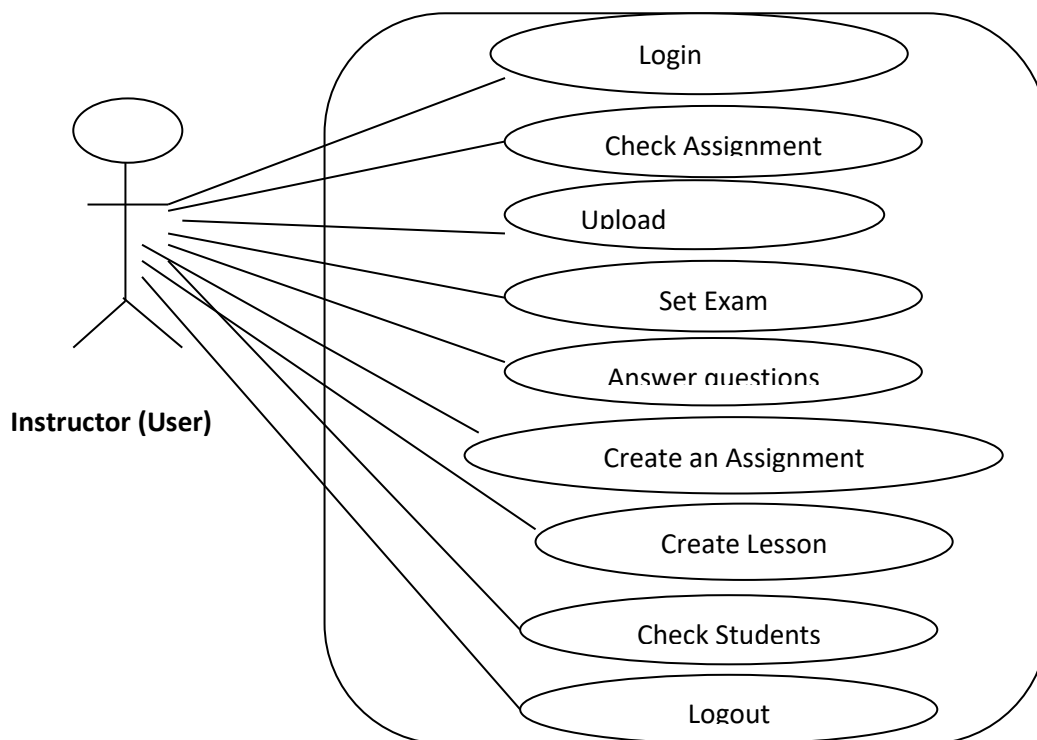 Login
Check Assignment
Upload
Set Exam
Answer questions
Instructor (User)
Create an Assignment
Create Lesson
Check Students
Logout